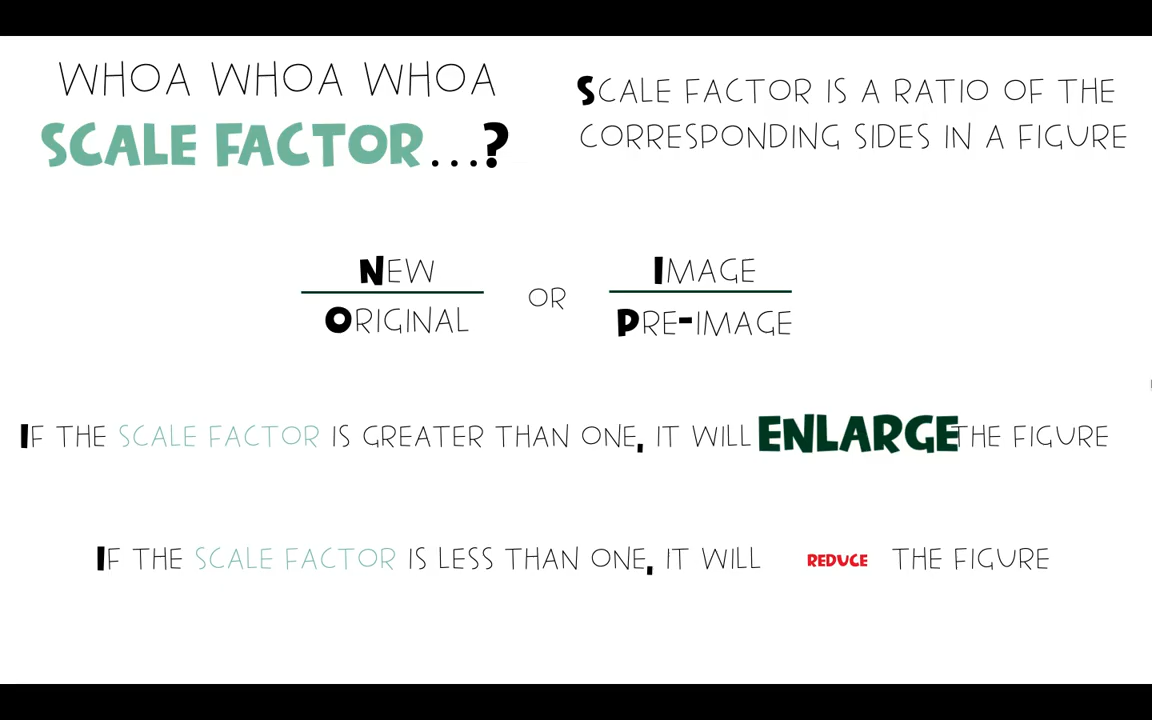 WHOA WHOA WHOA
SCALE FACTOR...?
SCALE FACTOR IS A RATIO OF THE
CORRESPONDING SIDES IN A FIGURE
NEW
ORIGINAL
OR
IMAGE
PRE-IMAGE
IF THE SCALE FACTOR IS GREATER THAN ONE, IT WILL ENLARGE THE FIGURE
IF THE SCALE FACTOR IS LESS THAN ONE, IT WILL REDUCE THE FIGURE